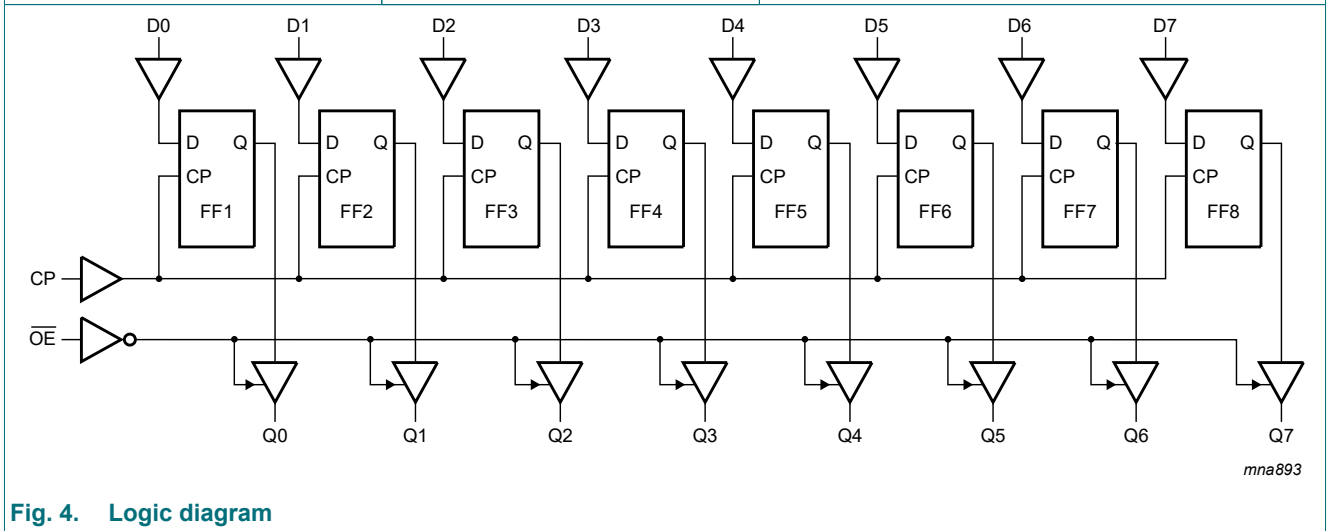 D0 D1 D2 D3 D4 D5 D6 D7
D Q D Q D Q D Q D Q D Q D Q D Q
CP CP CP CP CP CP CP CP
FF1 FF2 FF3 FF4 FF5 FF6 FF7 FF8
CP
O̅E̅
Q0 Q1 Q2 Q3 Q4 Q5 Q6 Q7
mna893
Fig. 4. Logic diagram